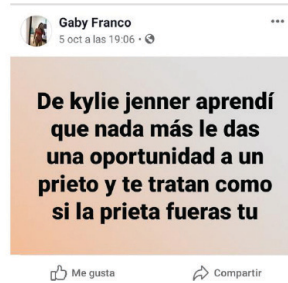 Gaby Franco
5 oct a las 19:06 ·
De kylie jenner aprendí
que nada más le das
una oportunidad a un
prieto y te tratan como
si la prieta fueras tu
Me gusta
Compartir